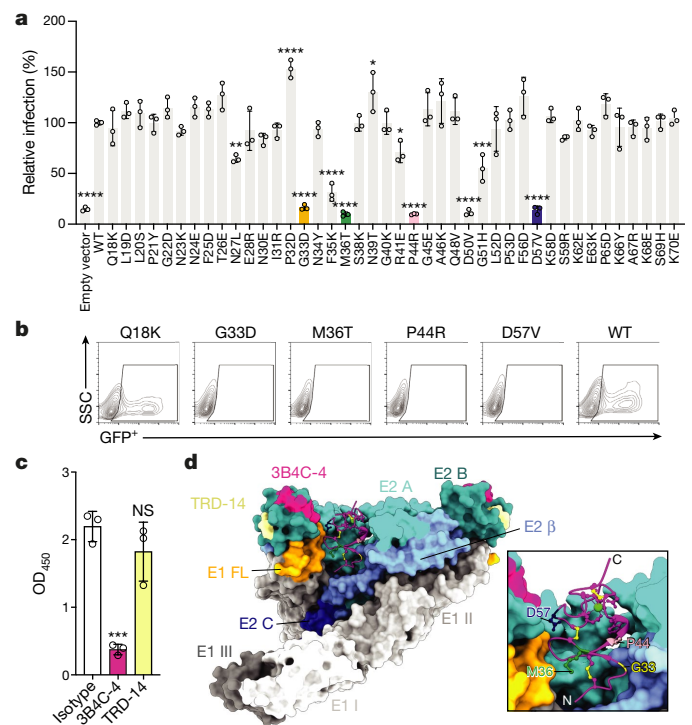 a
200
150
100
50
0
Relative infection (%)
**** ** **** **** **** **** * * **** **** *** ****
Empty vector
WT
Q18K
L19D
L20S
P21Y
G22D
N23K
N24E
F25D
T26E
N27L
E28R
N30E
I31R
P32D
G33D
N34Y
F35K
M36T
S38K
N39T
G40K
R41E
P44R
G45E
A46K
Q48V
D50V
G51H
L52D
P53D
F56D
D57V
K58D
S59R
K62E
E63K
P65D
K66Y
A67R
K68E
S69H
K70E
b
Q18K G33D M36T P44R D57V WT
SSC
GFP+
c
3
2
1
0
OD450
*** NS
Isotype
3B4C-4
TRD-14
d
3B4C-4 E2 A E2 B
TRD-14
E2 β
E1 FL
E2 C
E1 II
E1 III
E1 I
C
D57
P44
M36
G33
N